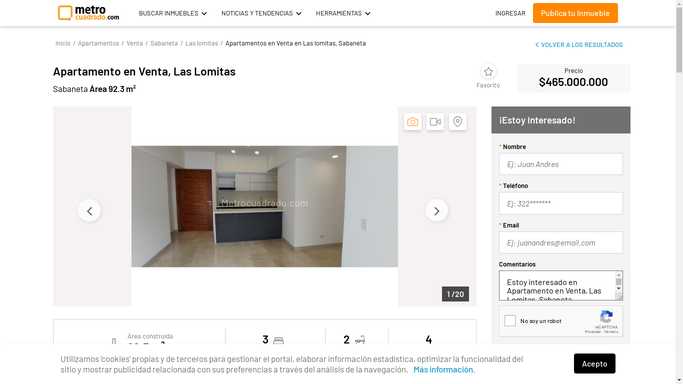 metro
cuadrado.com
BUSCAR INMUEBLES
NOTICIAS Y TENDENCIAS
HERRAMIENTAS
INGRESAR
Publica tu Inmueble
Inicio / Apartamentos / Venta / Sabaneta / Las lomitas / Apartamentos en Venta en Las lomitas, Sabaneta
VOLVER A LOS RESULTADOS
Apartamento en Venta, Las Lomitas
Sabaneta Área 92.3 m²
Favorito
Precio
$465.000.000
Metrocuadrado.com
1 / 20
¡Estoy Interesado!
* Nombre
Ej: Juan Andres
* Teléfono
Ej: 322*******
* Email
Ej: juanandres@email.com
Comentarios
Estoy interesado en
Apartamento en Venta, Las
Lomitas, Sabaneta
No soy un robot
reCAPTCHA
Privacidad - Términos
Área construida
3
2
4
Utilizamos 'cookies' propias y de terceros para gestionar el portal, elaborar información estadística, optimizar la funcionalidad del
sitio y mostrar publicidad relacionada con sus preferencias a través del análisis de la navegación. Más información.
Acepto